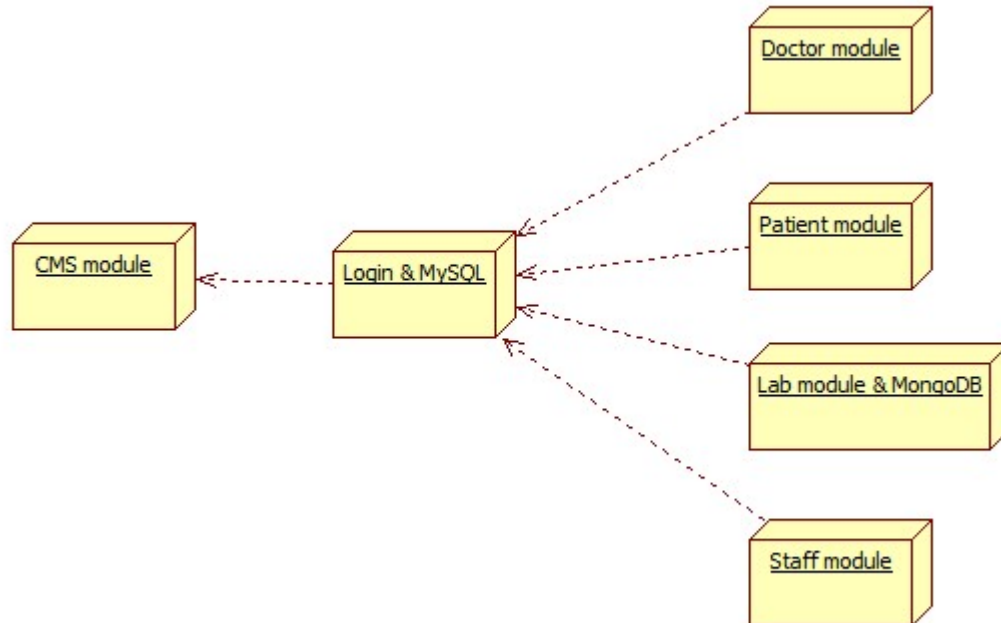 Doctor module
Patient module
CMS module
Login & MySQL
Lab module & MongoDB
Staff module